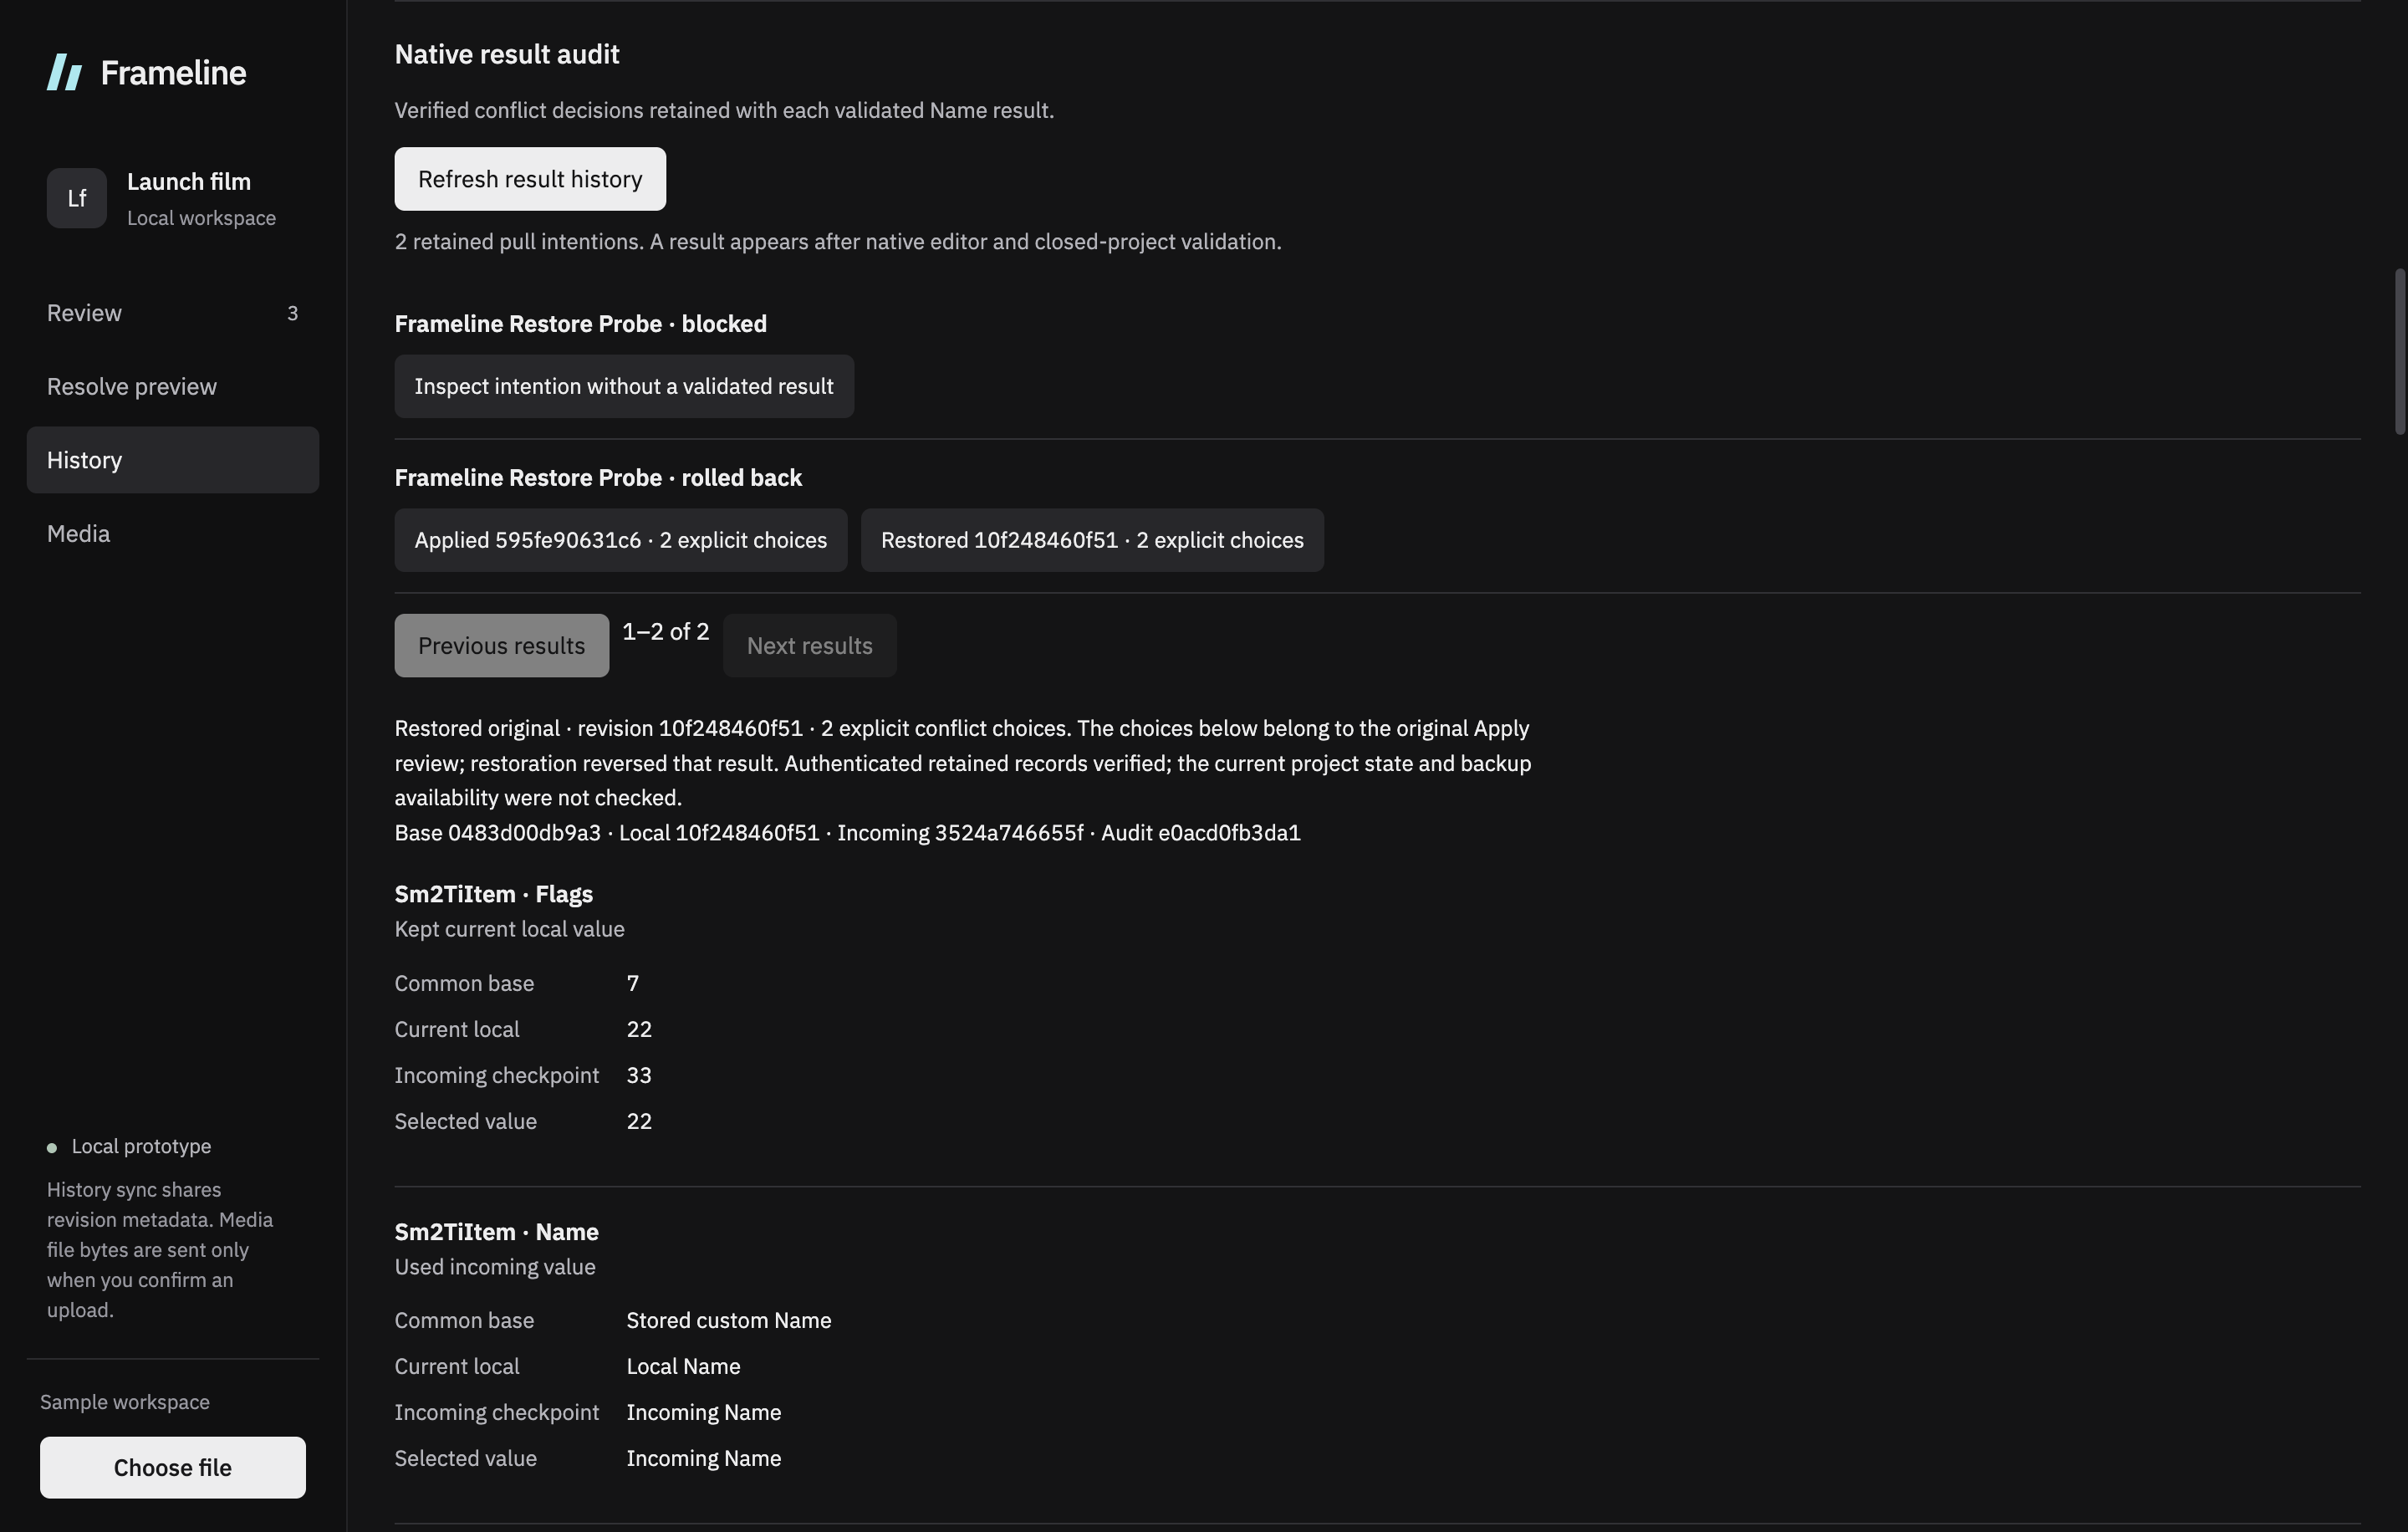 Frameline
Lf
Launch film
Local workspace
Review 3
Resolve preview
History
Media
Local prototype
History sync shares
revision metadata. Media
file bytes are sent only
when you confirm an
upload.
Sample workspace
Choose file
Native result audit
Verified conflict decisions retained with each validated Name result.
Refresh result history
2 retained pull intentions. A result appears after native editor and closed-project validation.
Frameline Restore Probe · blocked
Inspect intention without a validated result
Frameline Restore Probe · rolled back
Applied 595fe90631c6 · 2 explicit choices
Restored 10f248460f51 · 2 explicit choices
Previous results
1–2 of 2
Next results
Restored original · revision 10f248460f51 · 2 explicit conflict choices. The choices below belong to the original Apply
review; restoration reversed that result. Authenticated retained records verified; the current project state and backup
availability were not checked.
Base 0483d00db9a3 · Local 10f248460f51 · Incoming 3524a746655f · Audit e0acd0fb3da1
Sm2TiItem · Flags
Kept current local value
Common base 7
Current local 22
Incoming checkpoint 33
Selected value 22
Sm2TiItem · Name
Used incoming value
Common base Stored custom Name
Current local Local Name
Incoming checkpoint Incoming Name
Selected value Incoming Name